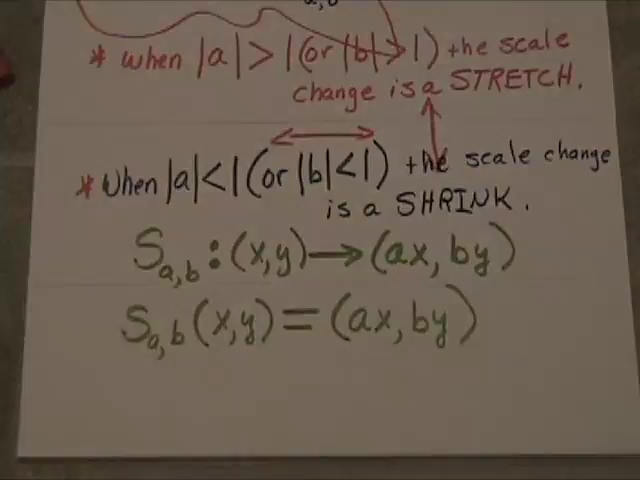 a, b
* when |a| > 1 (or |b| > 1) the scale
change is a STRETCH.
* When |a| < 1 (or |b| < 1) the scale change
is a SHRINK.
Sa,b : (x,y) → (ax, by)
Sa,b (x,y) = (ax, by)